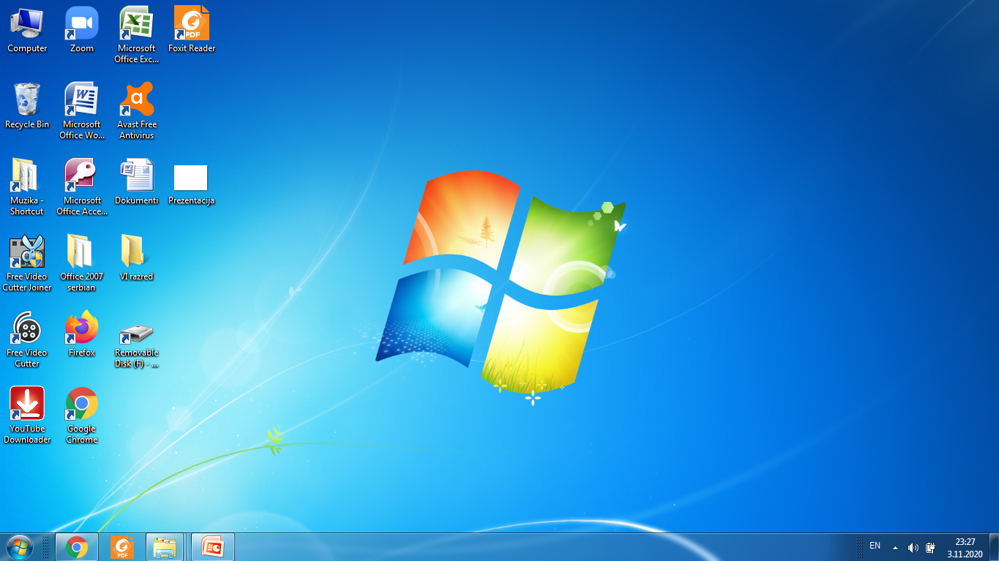 Computer
Zoom
Microsoft
Office Exc...
PDF
Foxit Reader
Recycle Bin
W
Microsoft
Office Wo...
a
Avast Free
Antivirus
Muzika -
Shortcut
Microsoft
Office Acce...
W
Dokumenti
Prezentacija
Free Video
Cutter Joiner
Office 2007
serbian
VI razred
Free Video
Cutter
Firefox
Removable
Disk (F) - ...
YouTube
Downloader
Google
Chrome
PDF
EN
23:27
3.11.2020